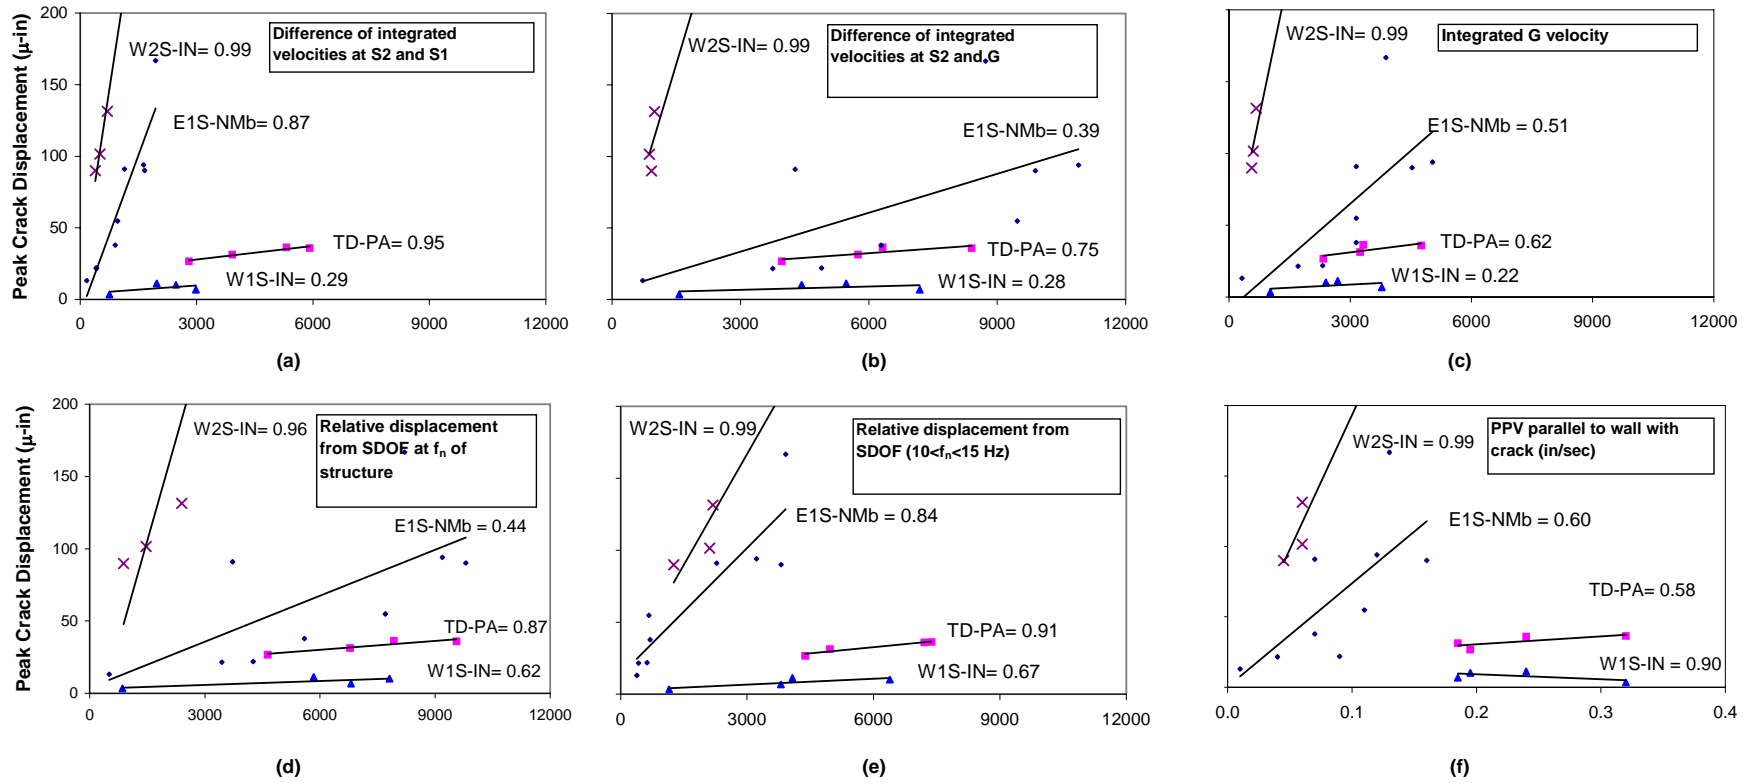 Peak Crack Displacement (μ-in)
200
150
100
50
0
W2S-IN= 0.99
Difference of integrated
velocities at S2 and S1
E1S-NMb= 0.87
TD-PA= 0.95
W1S-IN= 0.29
0 3000 6000 9000 12000
(a)
W2S-IN= 0.99
Difference of integrated
velocities at S2 and G
E1S-NMb= 0.39
TD-PA= 0.75
W1S-IN = 0.28
0 3000 6000 9000 12000
(b)
W2S-IN= 0.99
Integrated G velocity
E1S-NMb = 0.51
TD-PA= 0.62
W1S-IN = 0.22
0 3000 6000 9000 12000
(c)
Peak Crack Displacement (μ-in)
200
150
100
50
0
W2S-IN= 0.96
Relative displacement
from SDOF at fn of
structure
E1S-NMb = 0.44
TD-PA= 0.87
W1S-IN= 0.62
0 3000 6000 9000 12000
(d)
W2S-IN = 0.99
Relative displacement from
SDOF (10<fn<15 Hz)
E1S-NMb = 0.84
TD-PA= 0.91
W1S-IN= 0.67
0 3000 6000 9000 12000
(e)
W2S-IN = 0.99
PPV parallel to wall with
crack (in/sec)
E1S-NMb = 0.60
TD-PA= 0.58
W1S-IN = 0.90
0.0 0.1 0.2 0.3 0.4
(f)